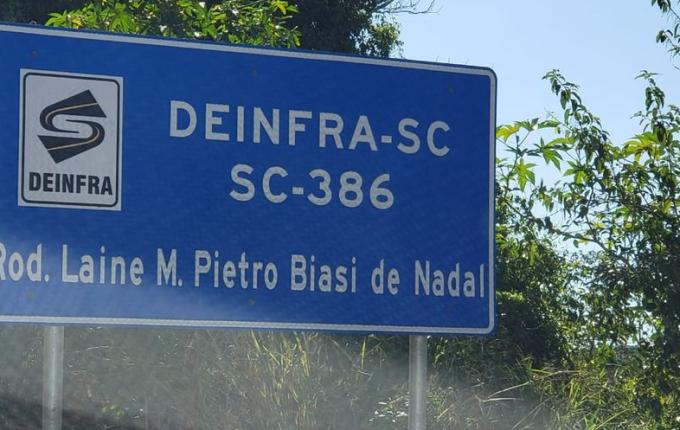 DEINFRA
DEINFRA-SC
SC-386
Rod. Laine M. Pietro Biasi de Nadal